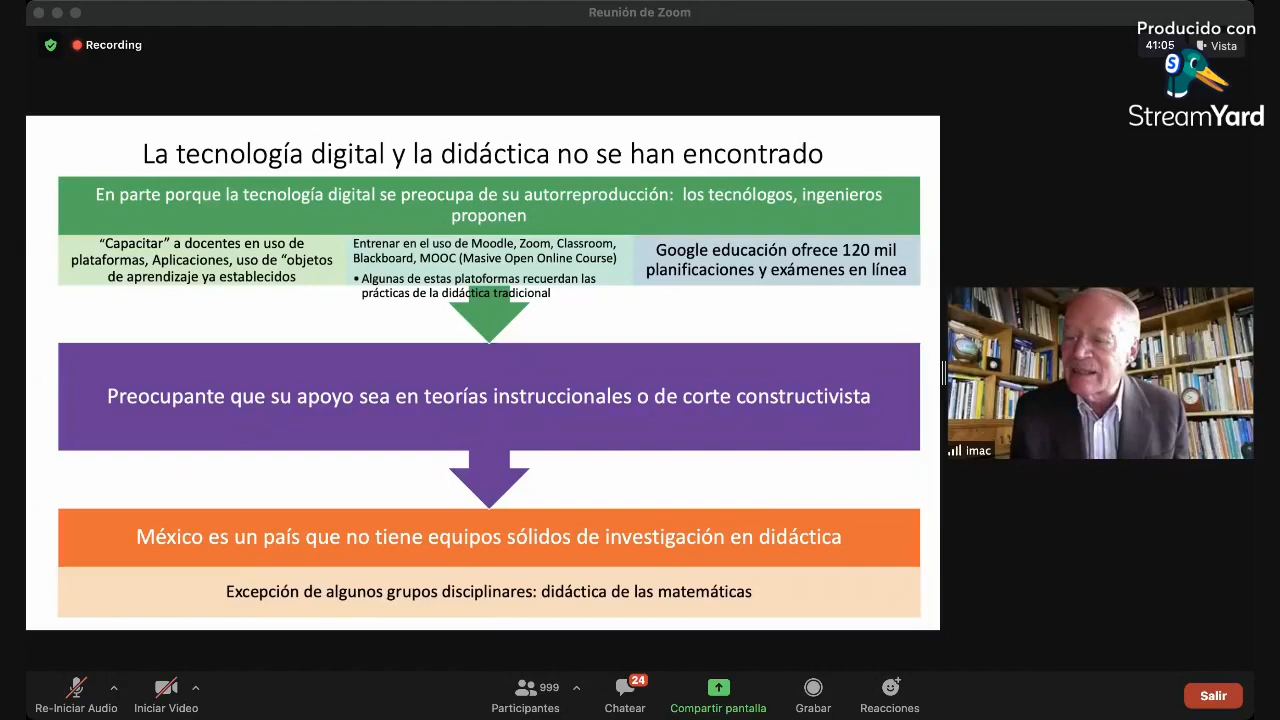 Reunión de Zoom
Recording
Producido con
41:05
Vista
S
StreamYard
La tecnología digital y la didáctica no se han encontrado
En parte porque la tecnología digital se preocupa de su autorreproducción: los tecnólogos, ingenieros
proponen
“Capacitar” a docentes en uso de
plataformas, Aplicaciones, uso de “objetos
de aprendizaje ya establecidos
Entrenar en el uso de Moodle, Zoom, Classroom,
Blackboard, MOOC (Masive Open Online Course)
• Algunas de estas platoformas recuerdan las
prácticas de la didáctica tradicional
Google educación ofrece 120 mil
planificaciones y exámenes en línea
Preocupante que su apoyo sea en teorías instruccionales o de corte constructivista
México es un país que no tiene equipos sólidos de investigación en didáctica
Excepción de algunos grupos disciplinares: didáctica de las matemáticas
imac
Re-Iniciar Audio
Iniciar Video
999
Participantes
24
Chatear
Compartir pantalla
Grabar
Reacciones
Salir